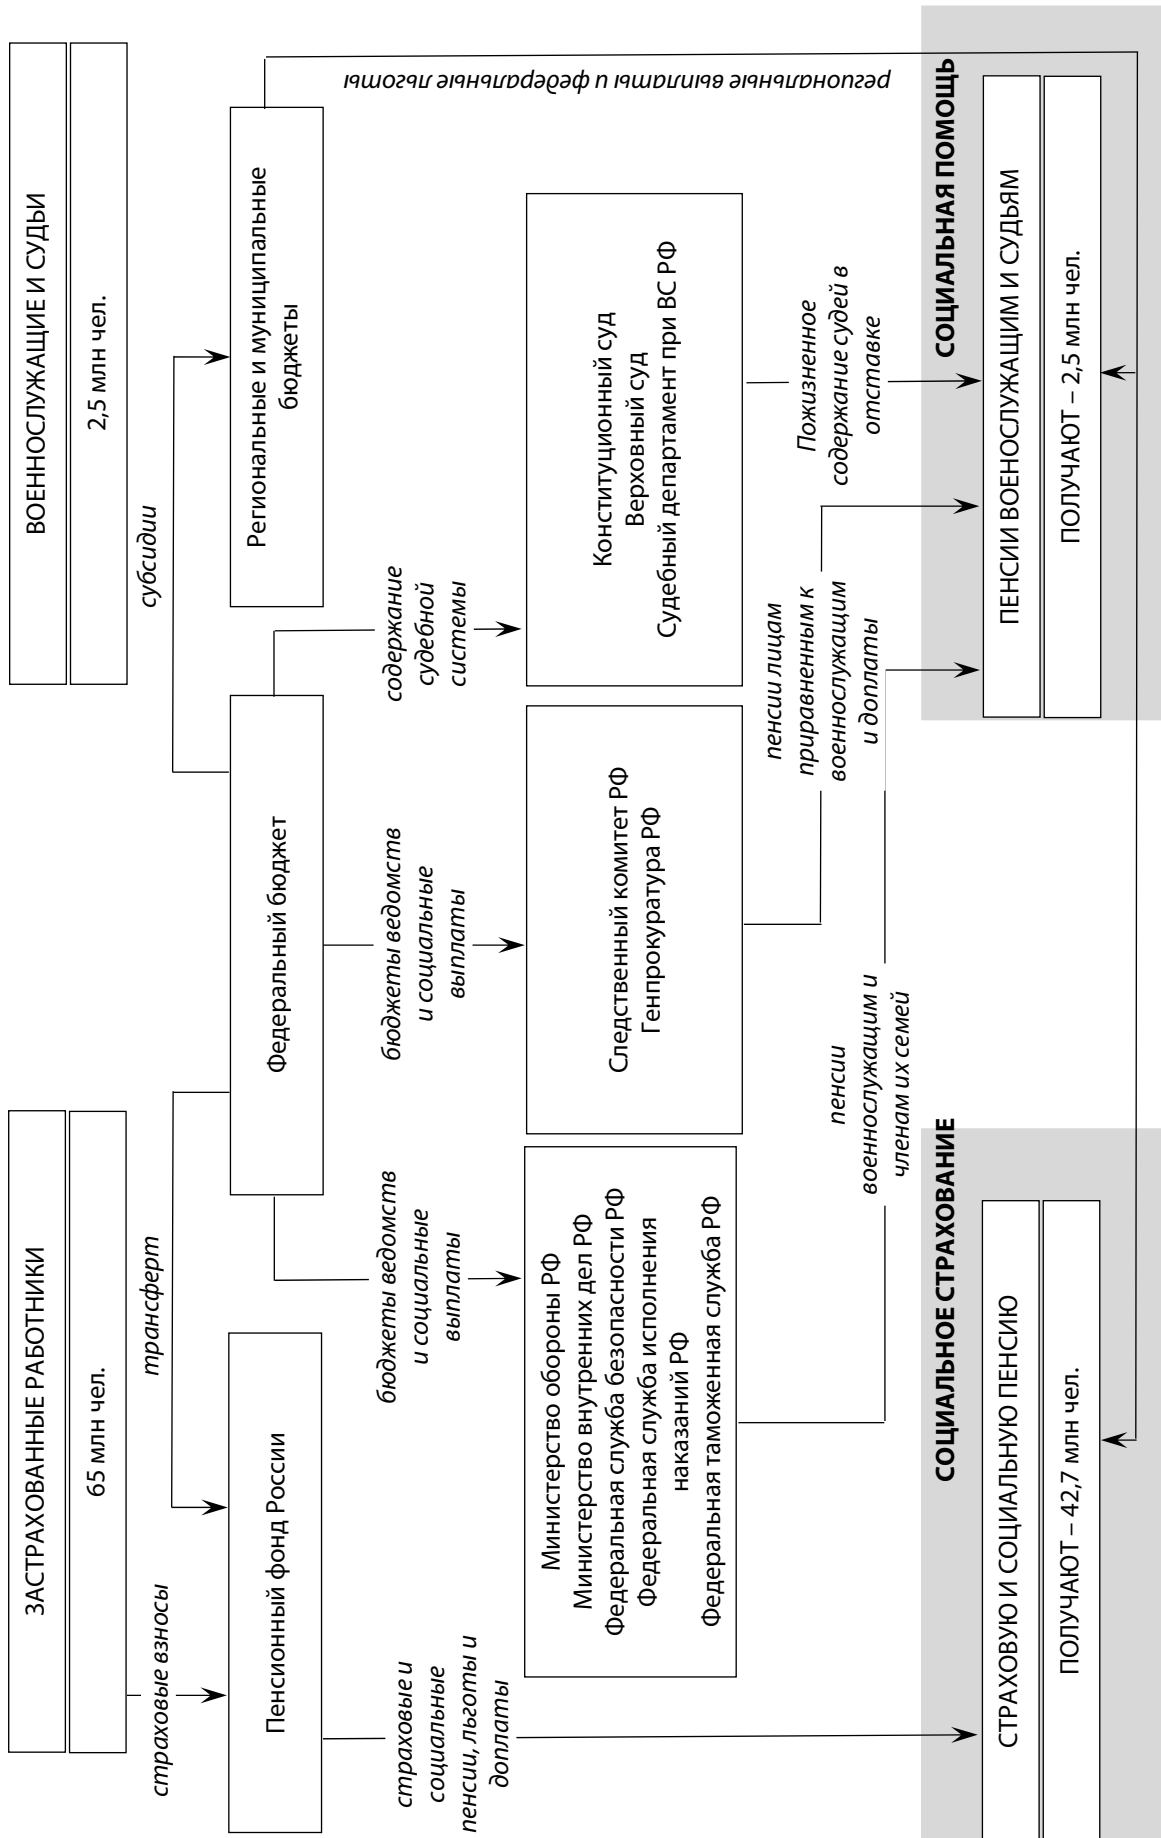 ЗАСТРАХОВАННЫЕ РАБОТНИКИ
65 млн чел.
ВОЕННОСЛУЖАЩИЕ И СУДЬИ
2,5 млн чел.
страховые взносы
трансферт
субсидии
Пенсионный фонд России
Федеральный бюджет
Региональные и муниципальные
бюджеты
страховые и
социальные
пенсии, льготы и
доплаты
бюджеты ведомств
и социальные
выплаты
бюджеты ведомств
и социальные
выплаты
содержание
судебной
системы
региональные выплаты и федеральные льготы
Министерство обороны РФ
Министерство внутренних дел РФ
Федеральная служба безопасности РФ
Федеральная служба исполнения
наказаний РФ
Федеральная таможенная служба РФ
Следственный комитет РФ
Генпрокуратура РФ
Конституционный суд
Верховный суд
Судебный департамент при ВС РФ
пенсии
военнослужащим и
членам их семей
пенсии лицам
приравненным к
военнослужащим
и доплаты
Пожизненное
содержание судей в
отставке
СОЦИАЛЬНОЕ СТРАХОВАНИЕ
СТРАХОВУЮ И СОЦИАЛЬНУЮ ПЕНСИЮ
ПОЛУЧАЮТ – 42,7 млн чел.
СОЦИАЛЬНАЯ ПОМОЩЬ
ПЕНСИИ ВОЕНОСЛУЖАЩИМ И СУДЬЯМ
ПОЛУЧАЮТ – 2,5 млн чел.